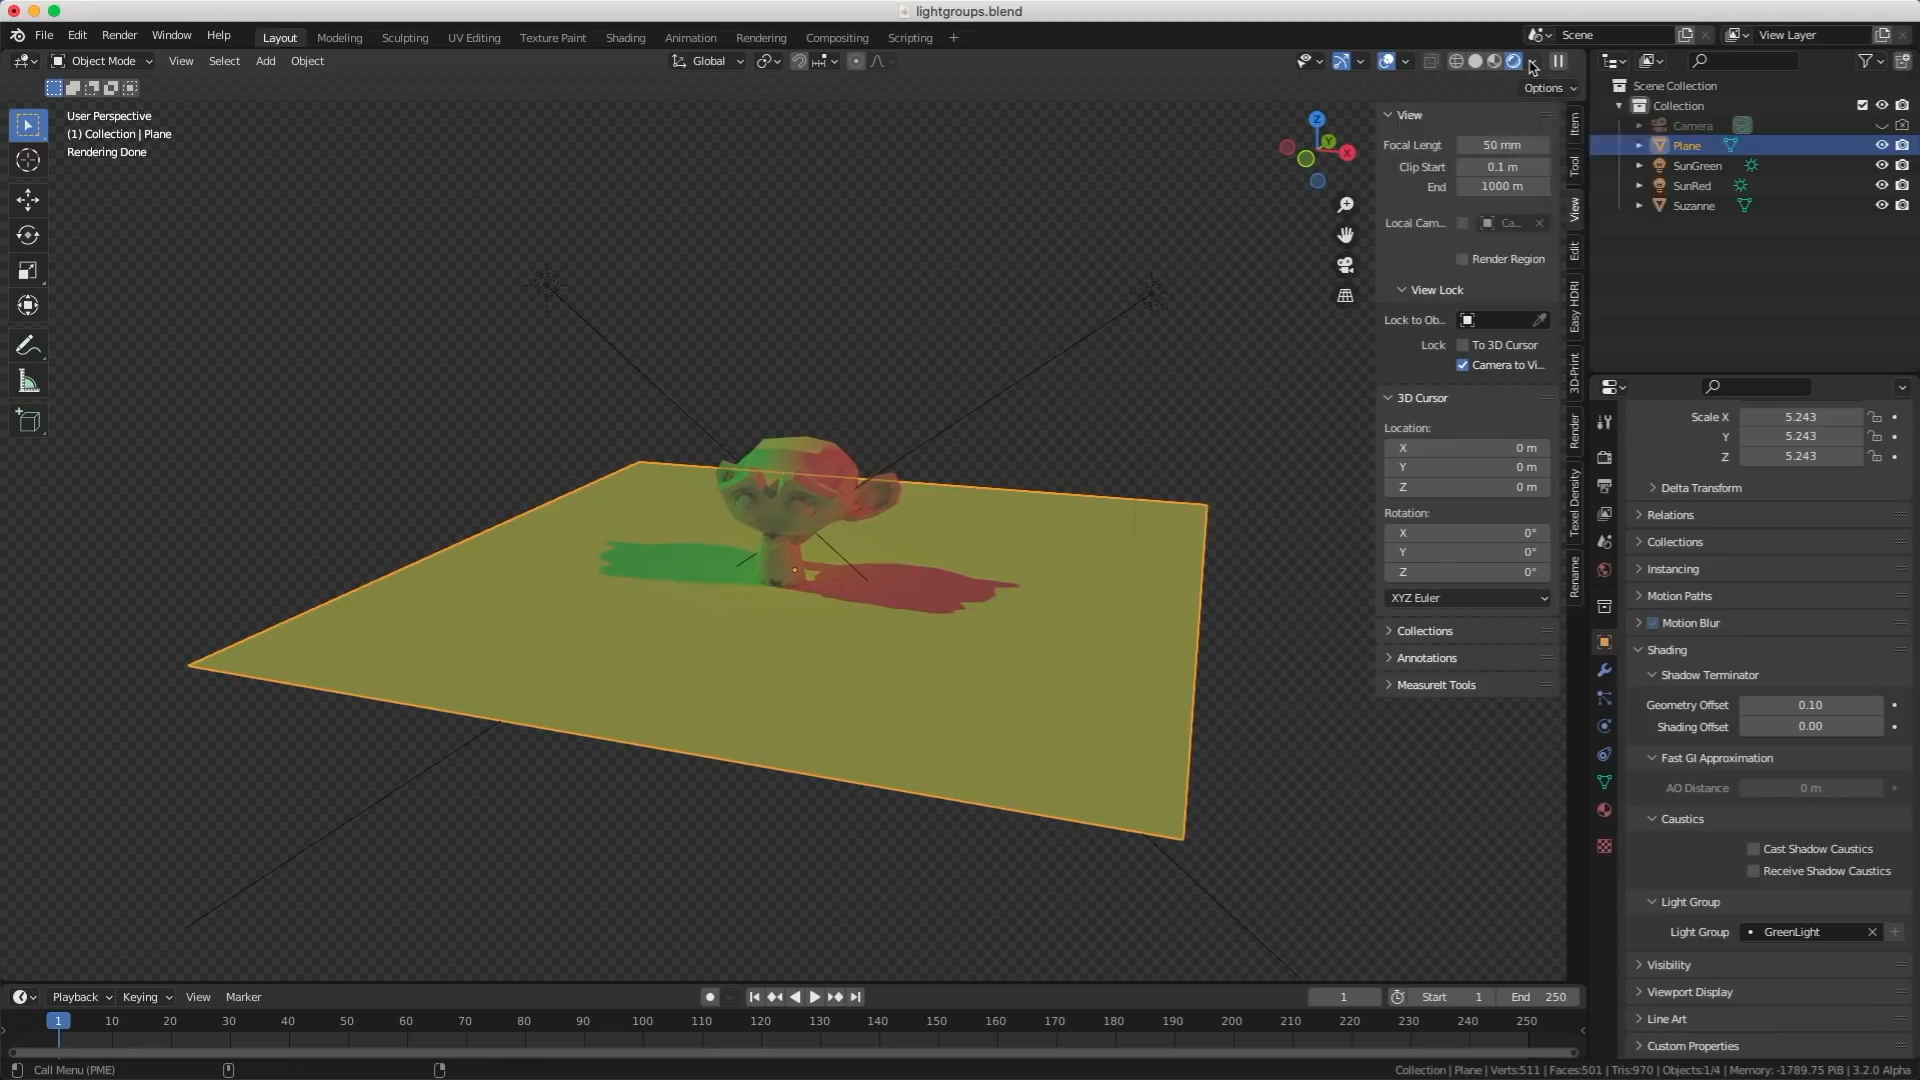 lightgroups.blend
File Edit Render Window Help Layout Modeling Sculpting UV Editing Texture Paint Shading Animation Rendering Compositing Scripting + Scene View Layer
Object Mode View Select Add Object Global
Options
User Perspective
(1) Collection | Plane
Rendering Done
Z
Y
X
View
Focal Lengt 50 mm
Clip Start 0.1 m
End 1000 m
Local Cam... Ca...
Render Region
View Lock
Lock to Ob...
Lock To 3D Cursor
Camera to Vi...
3D Cursor
Location:
X 0 m
Y 0 m
Z 0 m
Rotation:
X 0°
Y 0°
Z 0°
XYZ Euler
Collections
Annotations
MeasureIt Tools
Item
Tool
View
Edit
Easy HDRI
3D-Print
Render
Texel Density
Rename
Scene Collection
Collection
Camera
Plane
SunGreen
SunRed
Suzanne
Scale X 5.243
Y 5.243
Z 5.243
Delta Transform
Relations
Collections
Instancing
Motion Paths
Motion Blur
Shading
Shadow Terminator
Geometry Offset 0.10
Shading Offset 0.00
Fast GI Approximation
AO Distance 0 m
Caustics
Cast Shadow Caustics
Receive Shadow Caustics
Light Group
Light Group GreenLight
Visibility
Viewport Display
Line Art
Custom Properties
Playback Keying View Marker 1 Start 1 End 250
1 10 20 30 40 50 60 70 80 90 100 110 120 130 140 150 160 170 180 190 200 210 220 230 240 250
Call Menu (PME) Collection | Plane | Verts:511 | Faces:501 | Tris:970 | Objects:1/4 | Memory: -1789.75 PiB | 3.2.0 Alpha